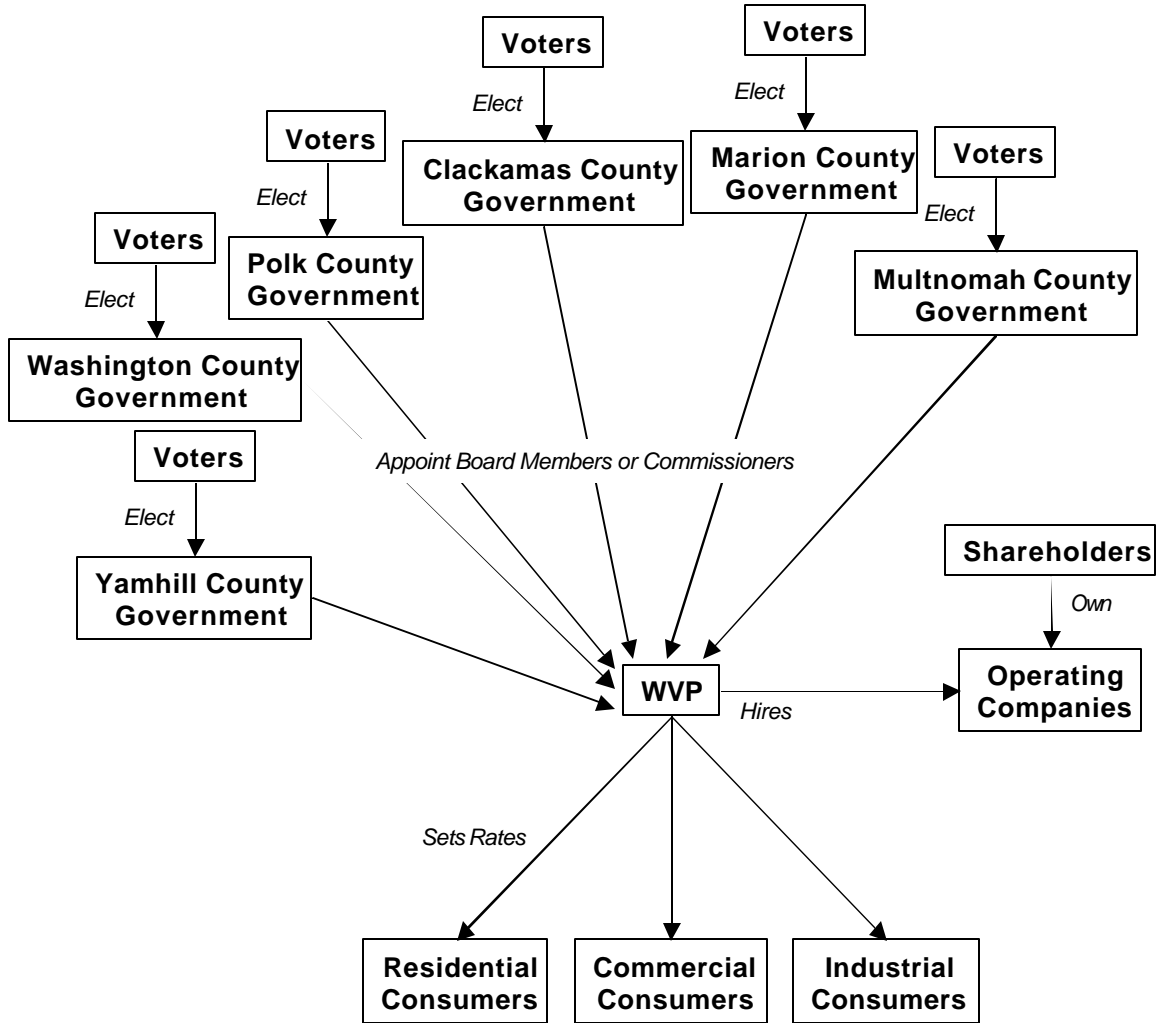 Voters
Voters
Elect
Elect
Voters
Clackamas County
Government
Marion County
Government
Voters
Elect
Elect
Voters
Polk County
Government
Multnomah County
Government
Elect
Washington County
Government
Voters
Appoint Board Members or Commissioners
Elect
Shareholders
Yamhill County
Government
Own
WVP
Hires
Operating
Companies
Sets Rates
Residential
Consumers
Commercial
Consumers
Industrial
Consumers